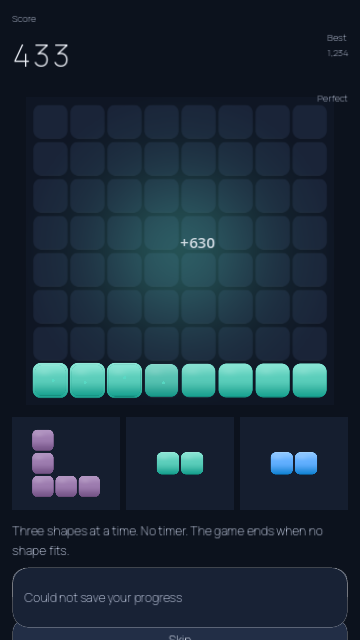 Score
433
Best
1,234
Perfect
+630
Three shapes at a time. No timer. The game ends when no
shape fits.
Could not save your progress
Skip